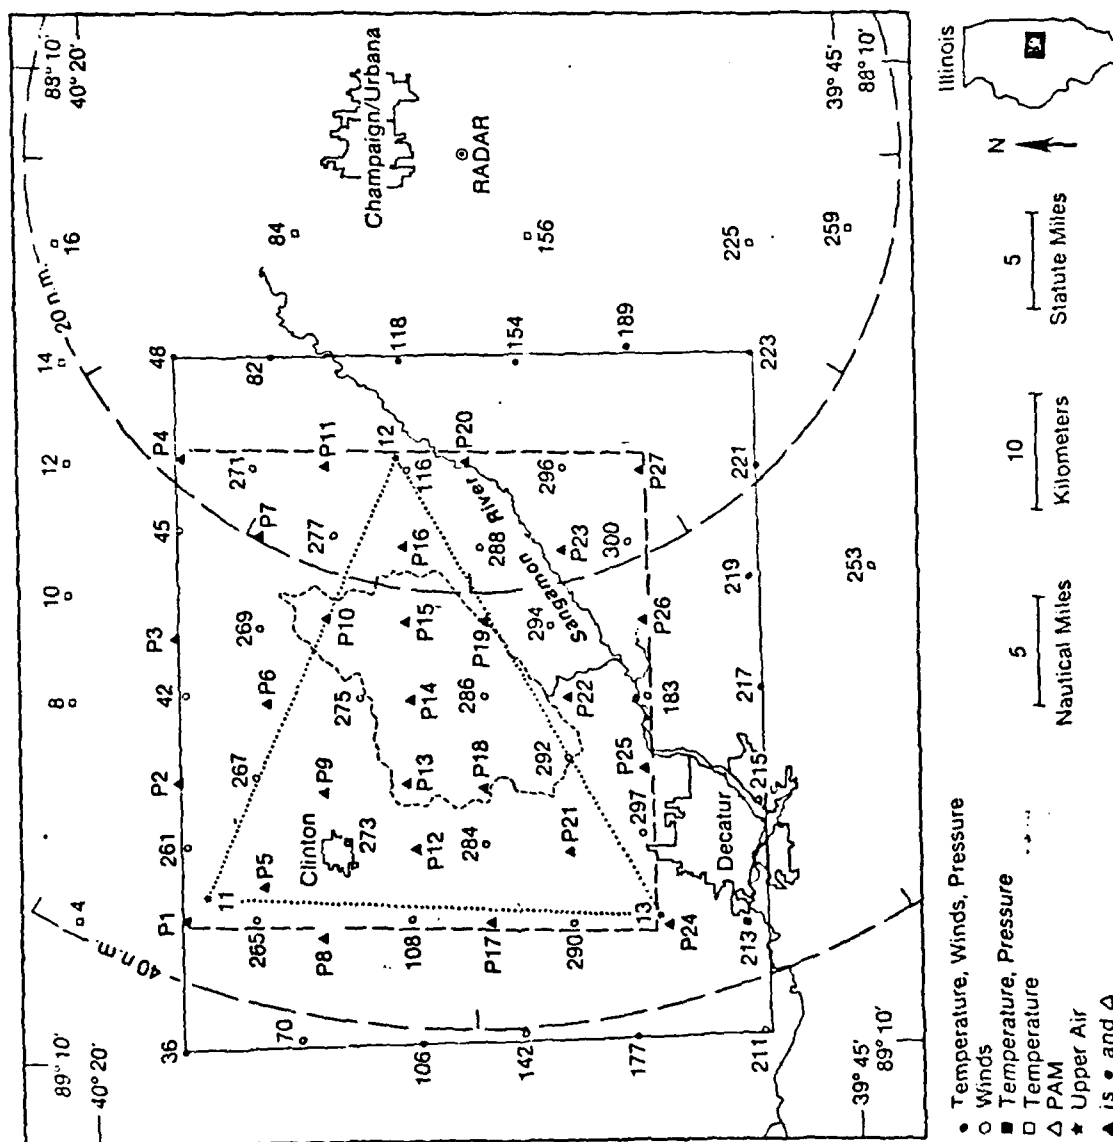 88° 10'
40° 20'
Champaign/Urbana
RADAR
16
84
156
225
259
39° 45'
88° 10'
20 n.m.
14
48
82
118
154
189
223
12
P4
271
P11
12
116
P20
296
P27
221
45
P7
277
P16
288
Sangamon River
P23
300
219
253
10
P3
269
P10
P15
P19
294
P26
8
42
P6
275
P14
286
P22
183
217
P2
267
P9
P13
P18
292
P25
215
261
P5
Clinton
273
P12
284
P21
297
Decatur
4
P1
11
265
P8
108
P17
290
13
P24
213
40 n.m.
36
70
106
142
177
211
89° 10'
40° 20'
39° 45'
89° 10'
Illinois
N
5
Statute Miles
10
Kilometers
5
Nautical Miles
• Temperature, Winds, Pressure
○ Winds
■ Temperature, Pressure
□ Temperature
△ PAM
★ Upper Air
▲ is • and △